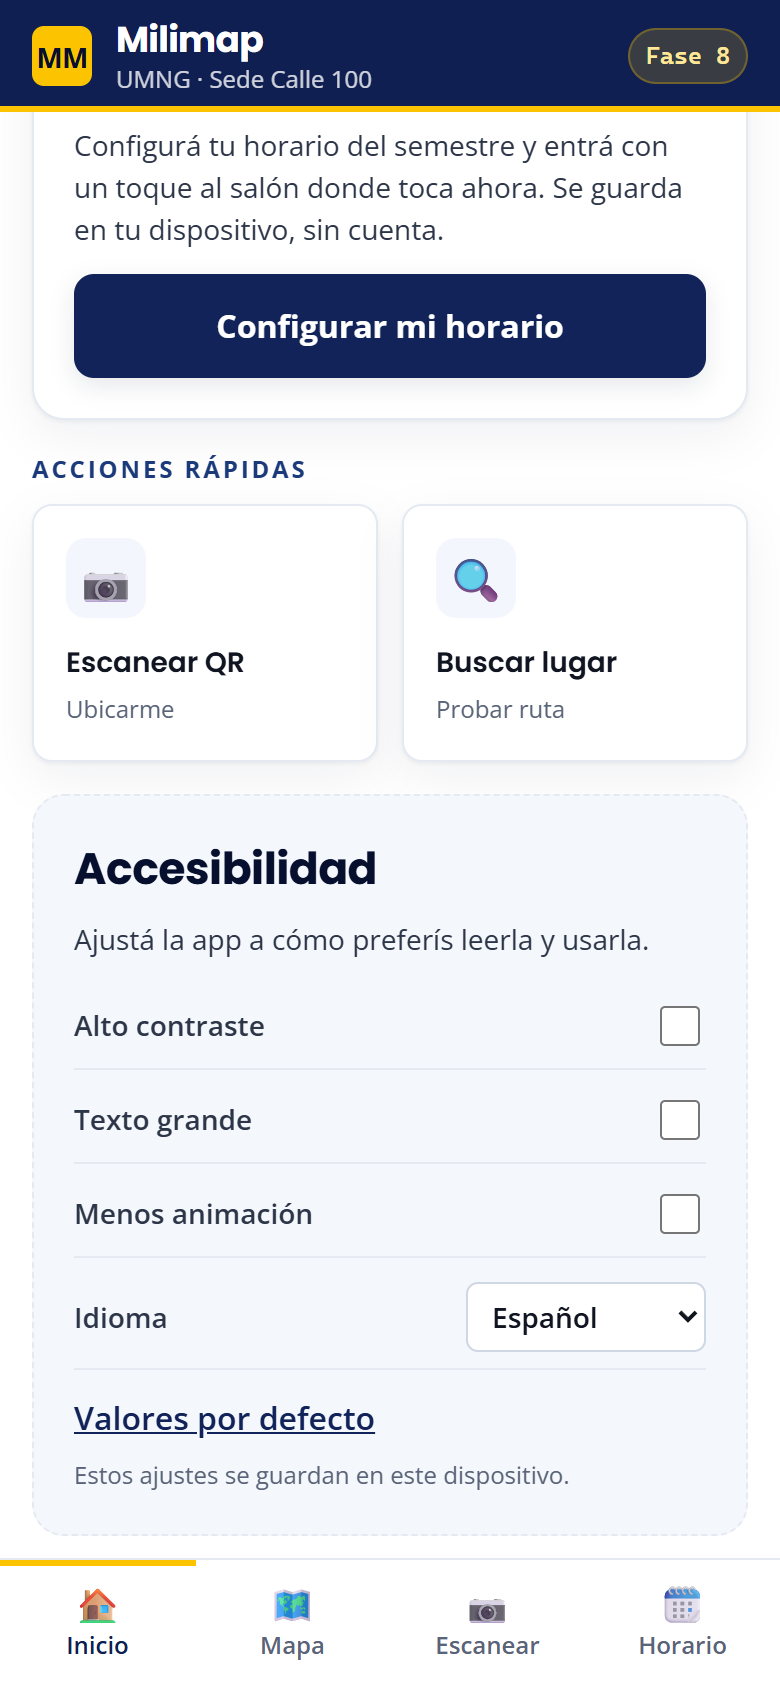 MM
Milimap
UMNG · Sede Calle 100
Fase 8
Configurá tu horario del semestre y entrá con
un toque al salón donde toca ahora. Se guarda
en tu dispositivo, sin cuenta.
Configurar mi horario
ACCIONES RÁPIDAS
Escanear QR
Ubicarme
Buscar lugar
Probar ruta
Accesibilidad
Ajustá la app a cómo preferís leerla y usarla.
Alto contraste
Texto grande
Menos animación
Idioma
Español
Valores por defecto
Estos ajustes se guardan en este dispositivo.
Inicio
Mapa
Escanear
Horario